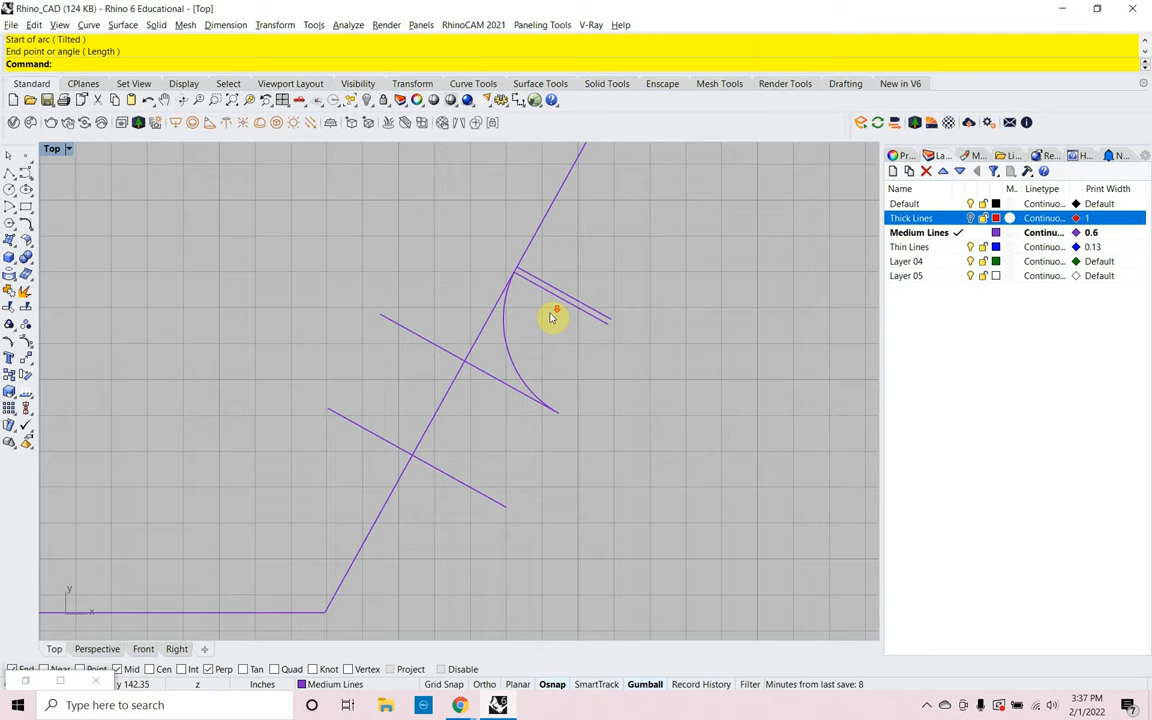 Rhino_CAD (124 KB) - Rhino 6 Educational - [Top]
File Edit View Curve Surface Solid Mesh Dimension Transform Tools Analyze Render Panels RhinoCAM 2021 Paneling Tools V-Ray Help
Start of arc ( Tilted )
End point or angle ( Length )
Command:
Standard CPlanes Set View Display Select Viewport Layout Visibility Transform Curve Tools Surface Tools Solid Tools Escape Mesh Tools Render Tools Drafting New in V6
Top
Pr... La... M... Li... Re... H... N...
Name M.. Linetype Print Width
Default Continuo... Default
Thick Lines Continuo... 1
Medium Lines Continu... 0.6
Thin Lines Continuo... 0.13
Layer 04 Continuo... Default
Layer 05 Continuo... Default
y
x
Top Perspective Front Right
End Near Point Mid Cen Int Perp Tan Quad Knot Vertex Project Disable
y 142.35 z Inches Medium Lines Grid Snap Ortho Planar Osnap SmartTrack Gumball Record History Filter Minutes from last save: 8
Type here to search
3:37 PM
2/1/2022
7